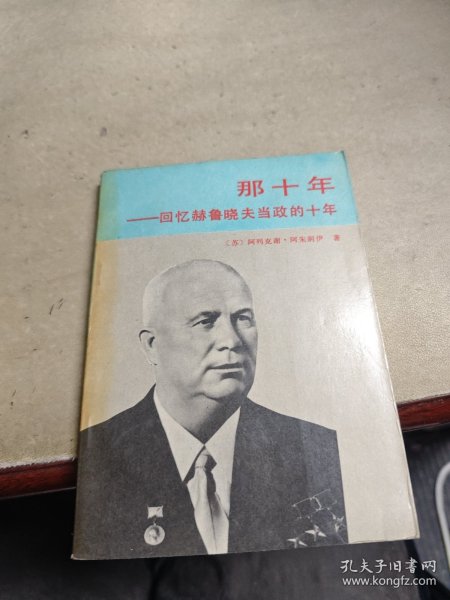 那十年
——回忆赫鲁晓夫当政的十年
〔苏〕阿列克谢·阿朱别伊 著
孔夫子旧书网
www.kongfz.com